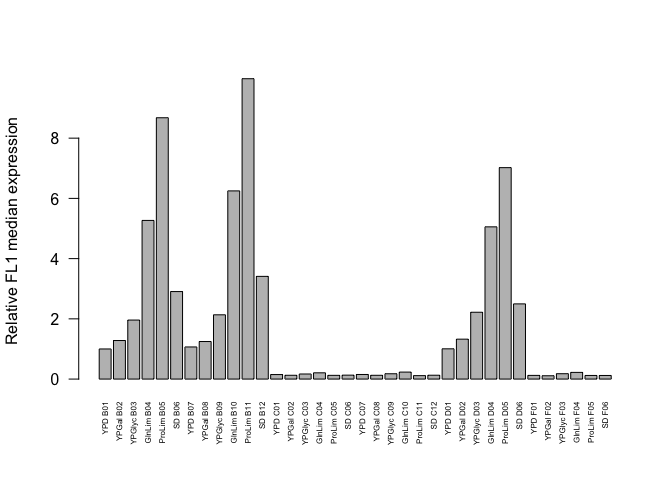 Relative FL1 median expression
8
6
4
2
0
YPD B01
YPGal B02
YPGlyc B03
GlnLim B04
ProLim B05
SD B06
YPD B07
YPGal B08
YPGlyc B09
GlnLim B10
ProLim B11
SD B12
YPD C01
YPGal C02
YPGlyc C03
GlnLim C04
ProLim C05
SD C06
YPD C07
YPGal C08
YPGlyc C09
GlnLim C10
ProLim C11
SD C12
YPD D01
YPGal D02
YPGlyc D03
GlnLim D04
ProLim D05
SD D06
YPD F01
YPGal F02
YPGlyc F03
GlnLim F04
ProLim F05
SD F06